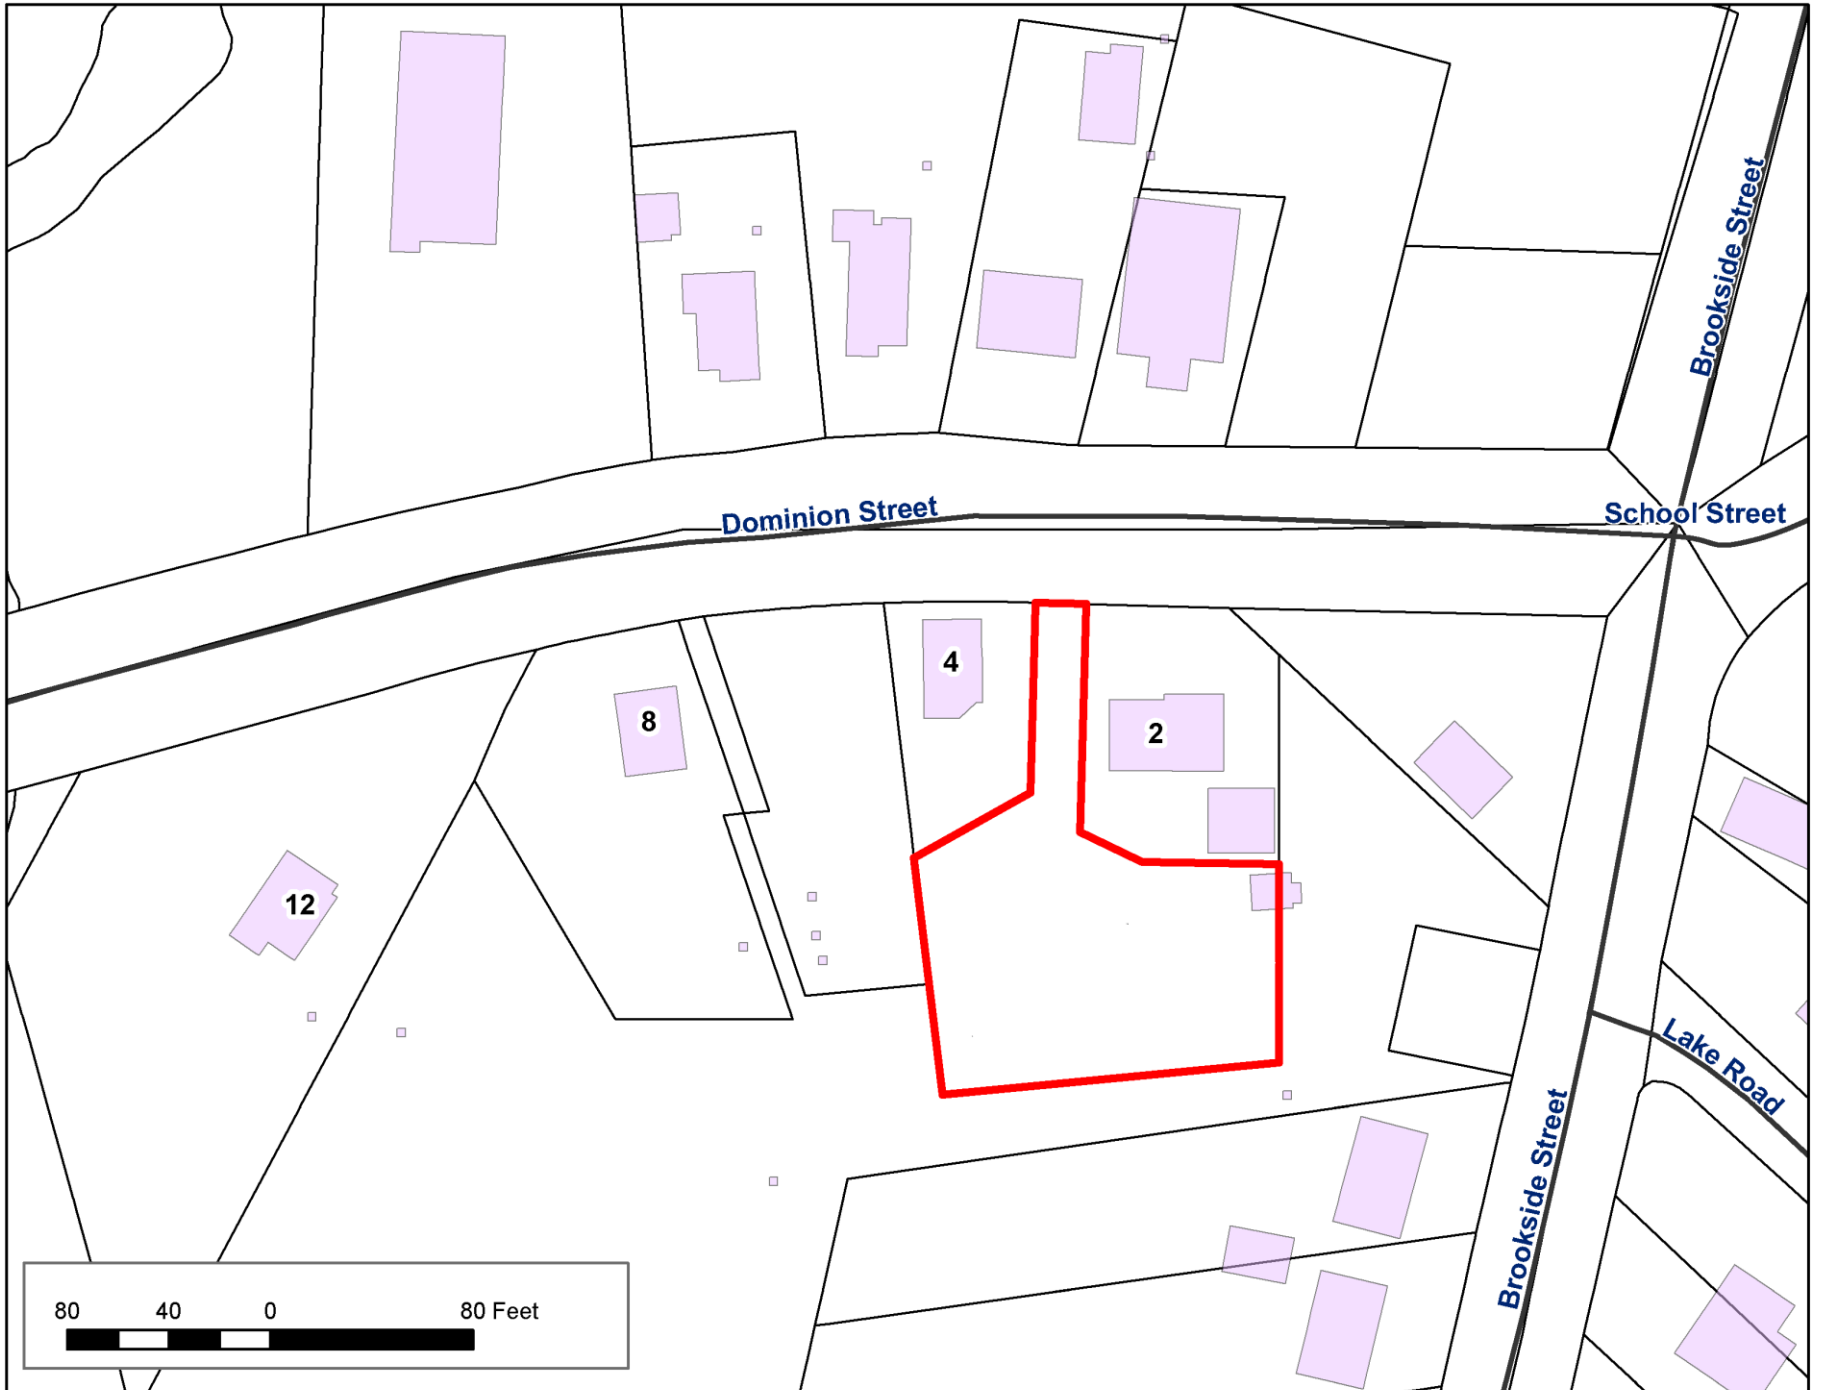 Brookside Street
Dominion Street
School Street
4
8
2
12
Lake Road
Brookside Street
80 40 0 80 Feet